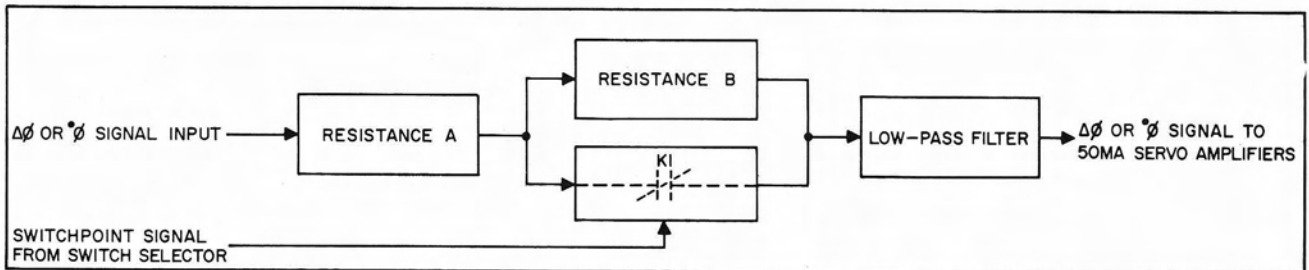 RESISTANCE B
ΔØ OR •Ø SIGNAL INPUT
RESISTANCE A
LOW-PASS FILTER
ΔØ OR •Ø SIGNAL TO
50MA SERVO AMPLIFIERS
K1
SWITCHPOINT SIGNAL
FROM SWITCH SELECTOR